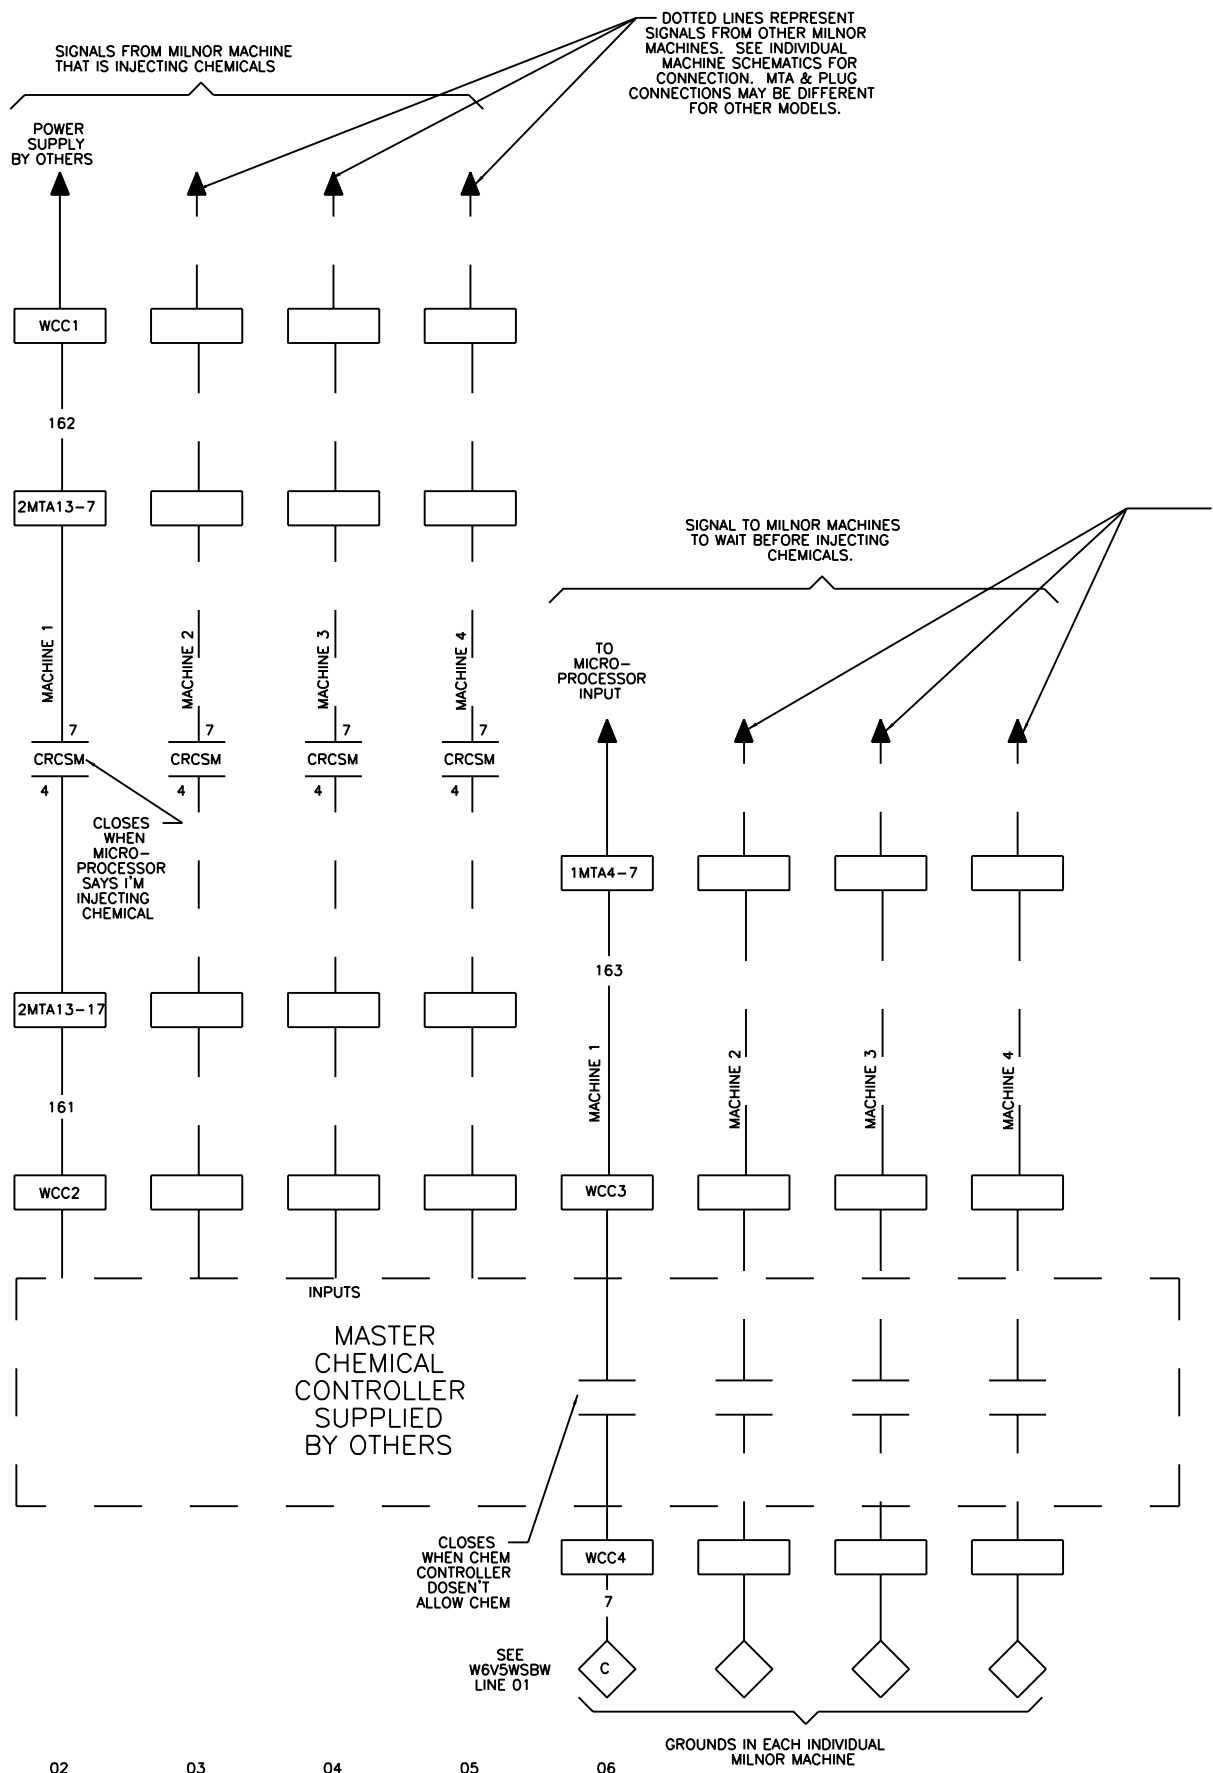 DOTTED LINES REPRESENT
SIGNALS FROM OTHER MILNOR
MACHINES. SEE INDIVIDUAL
MACHINE SCHEMATICS FOR
CONNECTION. MTA & PLUG
CONNECTIONS MAY BE DIFFERENT
FOR OTHER MODELS.
SIGNALS FROM MILNOR MACHINE
THAT IS INJECTING CHEMICALS
POWER
SUPPLY
BY OTHERS
WCC1
162
2MTA13-7
SIGNAL TO MILNOR MACHINES
TO WAIT BEFORE INJECTING
CHEMICALS.
MACHINE 1
MACHINE 2
MACHINE 3
MACHINE 4
TO
MICRO-
PROCESSOR
INPUT
7
7
7
7
CRCSM
CRCSM
CRCSM
CRCSM
4
4
4
4
CLOSES
WHEN
MICRO-
PROCESSOR
SAYS I'M
INJECTING
CHEMICAL
1MTA4-7
163
2MTA13-17
MACHINE 1
MACHINE 2
MACHINE 3
MACHINE 4
161
WCC2
WCC3
INPUTS
MASTER
CHEMICAL
CONTROLLER
SUPPLIED
BY OTHERS
CLOSES
WHEN CHEM
CONTROLLER
DOSEN'T
ALLOW CHEM
WCC4
7
SEE
W6V5WSBW
LINE 01
C
GROUNDS IN EACH INDIVIDUAL
MILNOR MACHINE
02 03 04 05 06